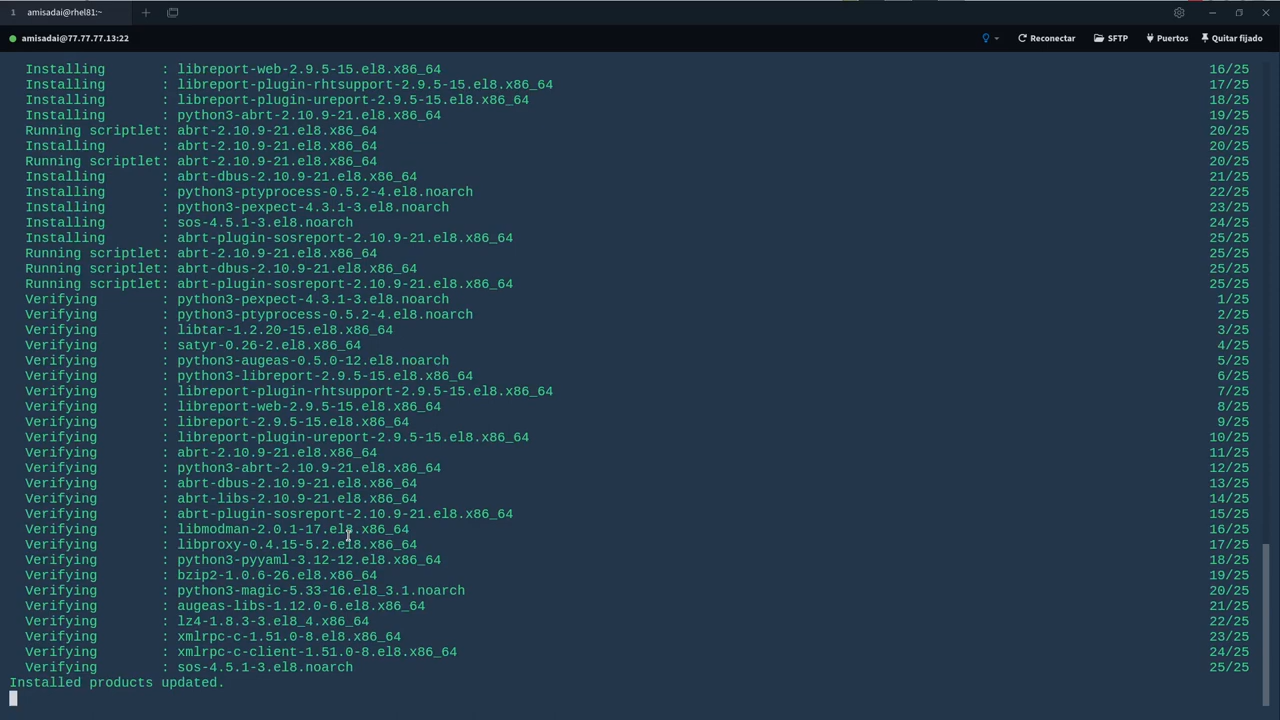 1 amisadai@rhel81:~
amisadai@77.77.77.13:22 Reconectar SFTP Puertos Quitar fijado
Installing : libreport-web-2.9.5-15.el8.x86_64 16/25
Installing : libreport-plugin-rhtsupport-2.9.5-15.el8.x86_64 17/25
Installing : libreport-plugin-ureport-2.9.5-15.el8.x86_64 18/25
Installing : python3-abrt-2.10.9-21.el8.x86_64 19/25
Running scriptlet: abrt-2.10.9-21.el8.x86_64 20/25
Installing : abrt-2.10.9-21.el8.x86_64 20/25
Running scriptlet: abrt-2.10.9-21.el8.x86_64 20/25
Installing : abrt-dbus-2.10.9-21.el8.x86_64 21/25
Installing : python3-ptyprocess-0.5.2-4.el8.noarch 22/25
Installing : python3-pexpect-4.3.1-3.el8.noarch 23/25
Installing : sos-4.5.1-3.el8.noarch 24/25
Installing : abrt-plugin-sosreport-2.10.9-21.el8.x86_64 25/25
Running scriptlet: abrt-2.10.9-21.el8.x86_64 25/25
Running scriptlet: abrt-dbus-2.10.9-21.el8.x86_64 25/25
Running scriptlet: abrt-plugin-sosreport-2.10.9-21.el8.x86_64 25/25
Verifying : python3-pexpect-4.3.1-3.el8.noarch 1/25
Verifying : python3-ptyprocess-0.5.2-4.el8.noarch 2/25
Verifying : libtar-1.2.20-15.el8.x86_64 3/25
Verifying : satyr-0.26-2.el8.x86_64 4/25
Verifying : python3-augeas-0.5.0-12.el8.noarch 5/25
Verifying : python3-libreport-2.9.5-15.el8.x86_64 6/25
Verifying : libreport-plugin-rhtsupport-2.9.5-15.el8.x86_64 7/25
Verifying : libreport-web-2.9.5-15.el8.x86_64 8/25
Verifying : libreport-2.9.5-15.el8.x86_64 9/25
Verifying : libreport-plugin-ureport-2.9.5-15.el8.x86_64 10/25
Verifying : abrt-2.10.9-21.el8.x86_64 11/25
Verifying : python3-abrt-2.10.9-21.el8.x86_64 12/25
Verifying : abrt-dbus-2.10.9-21.el8.x86_64 13/25
Verifying : abrt-libs-2.10.9-21.el8.x86_64 14/25
Verifying : abrt-plugin-sosreport-2.10.9-21.el8.x86_64 15/25
Verifying : libmodman-2.0.1-17.el8.x86_64 16/25
Verifying : libproxy-0.4.15-5.2.el8.x86_64 17/25
Verifying : python3-pyyaml-3.12-12.el8.x86_64 18/25
Verifying : bzip2-1.0.6-26.el8.x86_64 19/25
Verifying : python3-magic-5.33-16.el8_3.1.noarch 20/25
Verifying : augeas-libs-1.12.0-6.el8.x86_64 21/25
Verifying : lz4-1.8.3-3.el8_4.x86_64 22/25
Verifying : xmlrpc-c-1.51.0-8.el8.x86_64 23/25
Verifying : xmlrpc-c-client-1.51.0-8.el8.x86_64 24/25
Verifying : sos-4.5.1-3.el8.noarch 25/25
Installed products updated.